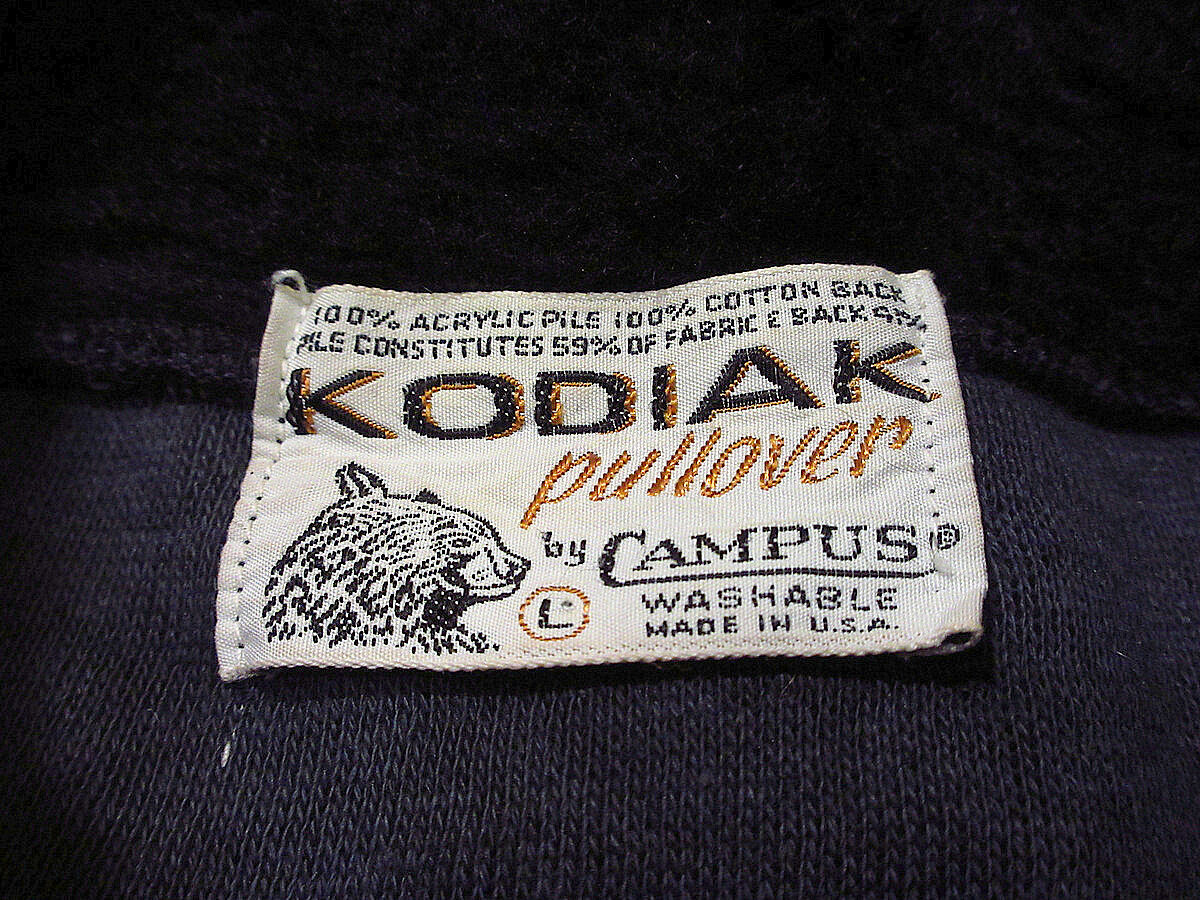 100% ACRYLIC PILE 100% COTTON BACK
PILE CONSTITUTES 59% OF FABRIC & BACK 41%
KODIAK
pullover
by CAMPUS®
L
WASHABLE
MADE IN U.S.A.